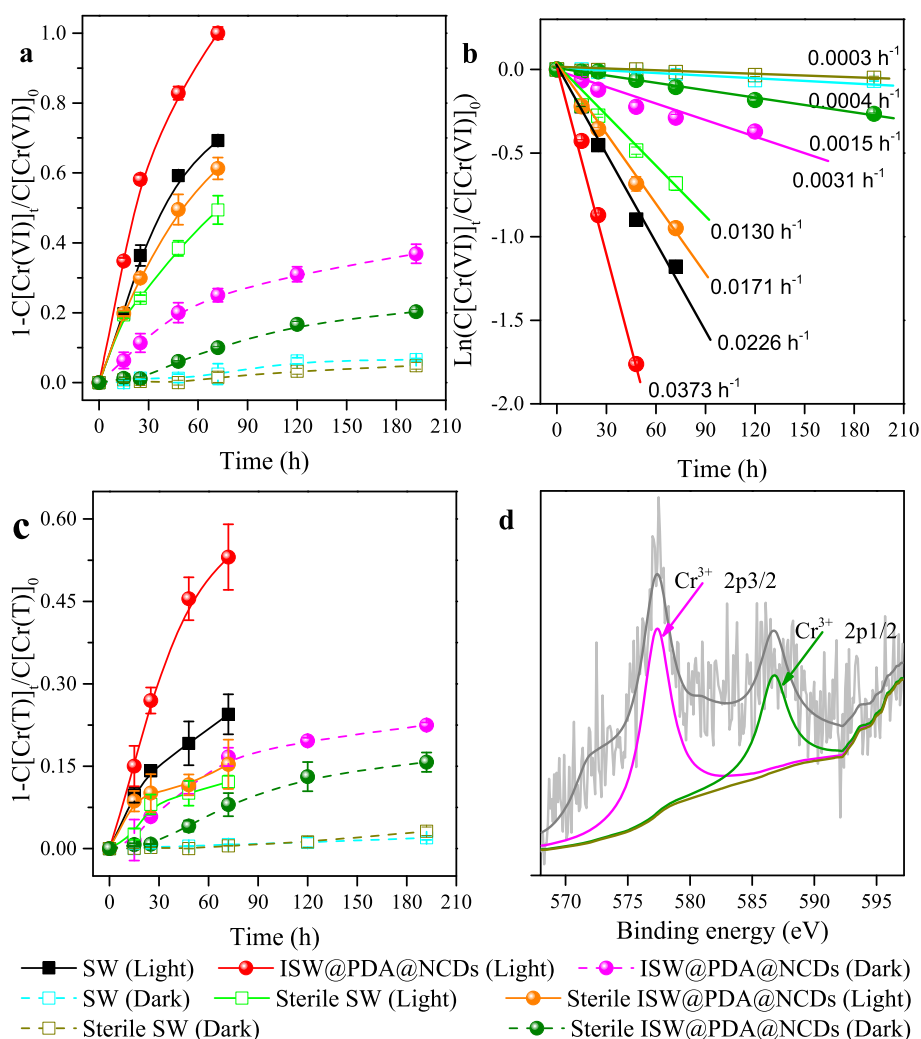 a
1-C[Cr(VI)]t/C[Cr(VI)]0
1.0
0.8
0.6
0.4
0.2
0.0
0 30 60 90 120 150 180 210
Time (h)
b
Ln(C[Cr(VI)]t/C[Cr(VI)]0)
0.0
-0.5
-1.0
-1.5
-2.0
0.0003 h-1
0.0004 h-1
0.0015 h-1
0.0031 h-1
0.0130 h-1
0.0171 h-1
0.0226 h-1
0.0373 h-1
0 30 60 90 120 150 180 210
Time (h)
c
1-C[Cr(T)]t/C[Cr(T)]0
0.60
0.45
0.30
0.15
0.00
0 30 60 90 120 150 180 210
Time (h)
d
Cr3+ 2p3/2
Cr3+ 2p1/2
570 575 580 585 590 595
Binding energy (eV)
SW (Light) ISW@PDA@NCDs (Light) ISW@PDA@NCDs (Dark)
SW (Dark) Sterile SW (Light) Sterile ISW@PDA@NCDs (Light)
Sterile SW (Dark) Sterile ISW@PDA@NCDs (Dark)